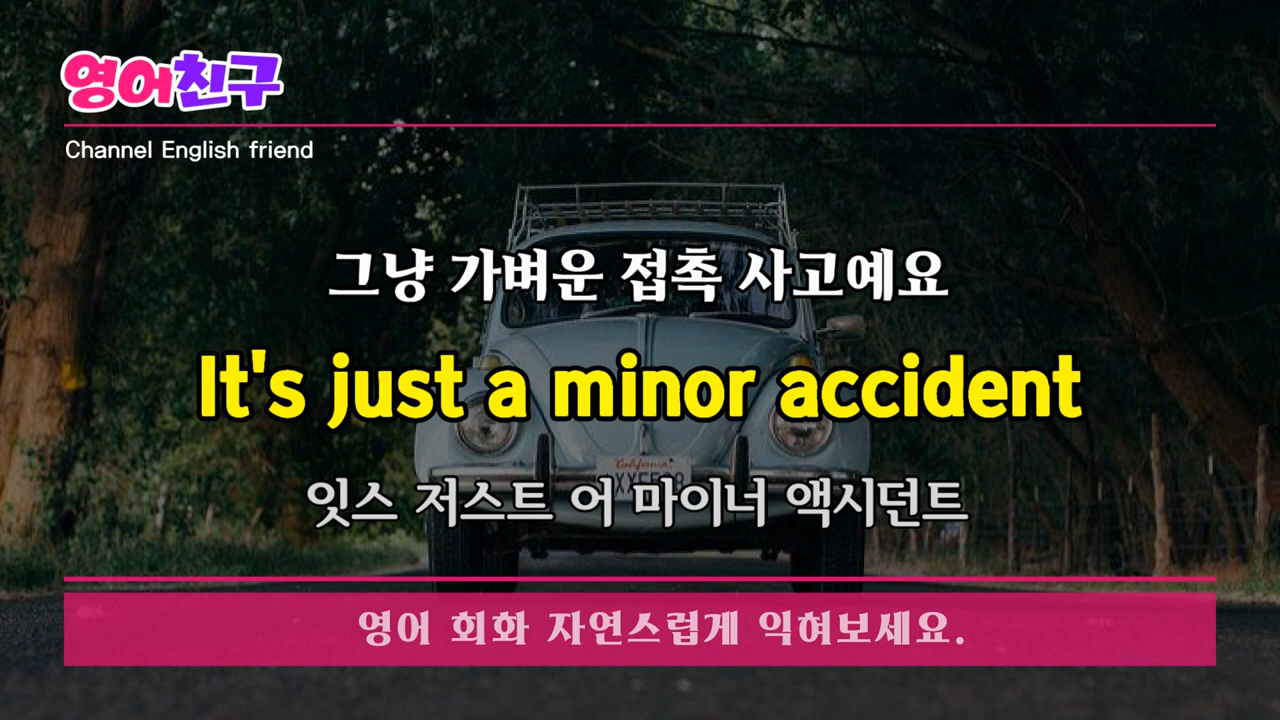 영어친구
Channel English friend
그냥 가벼운 접촉 사고예요
It's just a minor accident
California
잇스 저스트 어 마이너 액시던트
영어 회화 자연스럽게 익혀보세요.